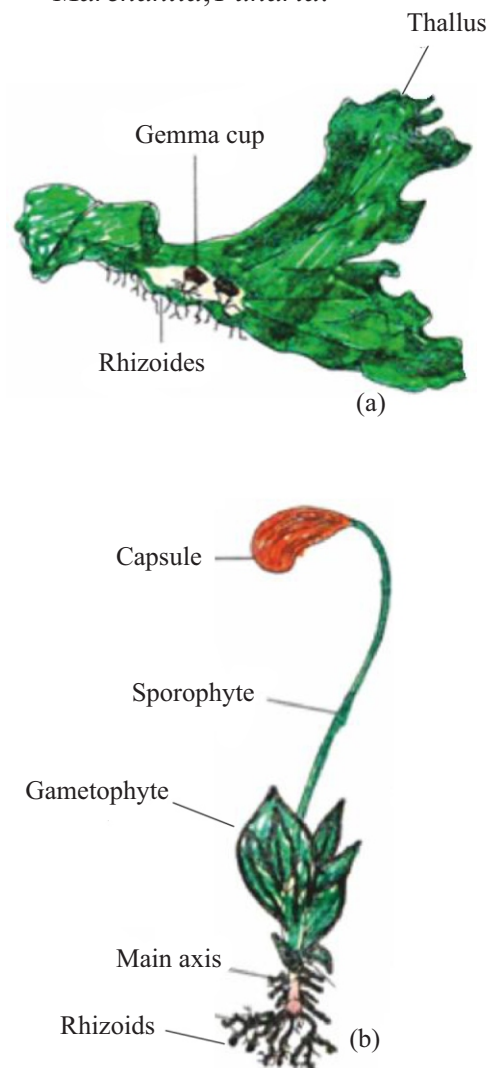 Thallus
Gemma cup
Rhizoides
(a)
Capsule
Sporophyte
Gametophyte
Main axis
Rhizoids
(b)